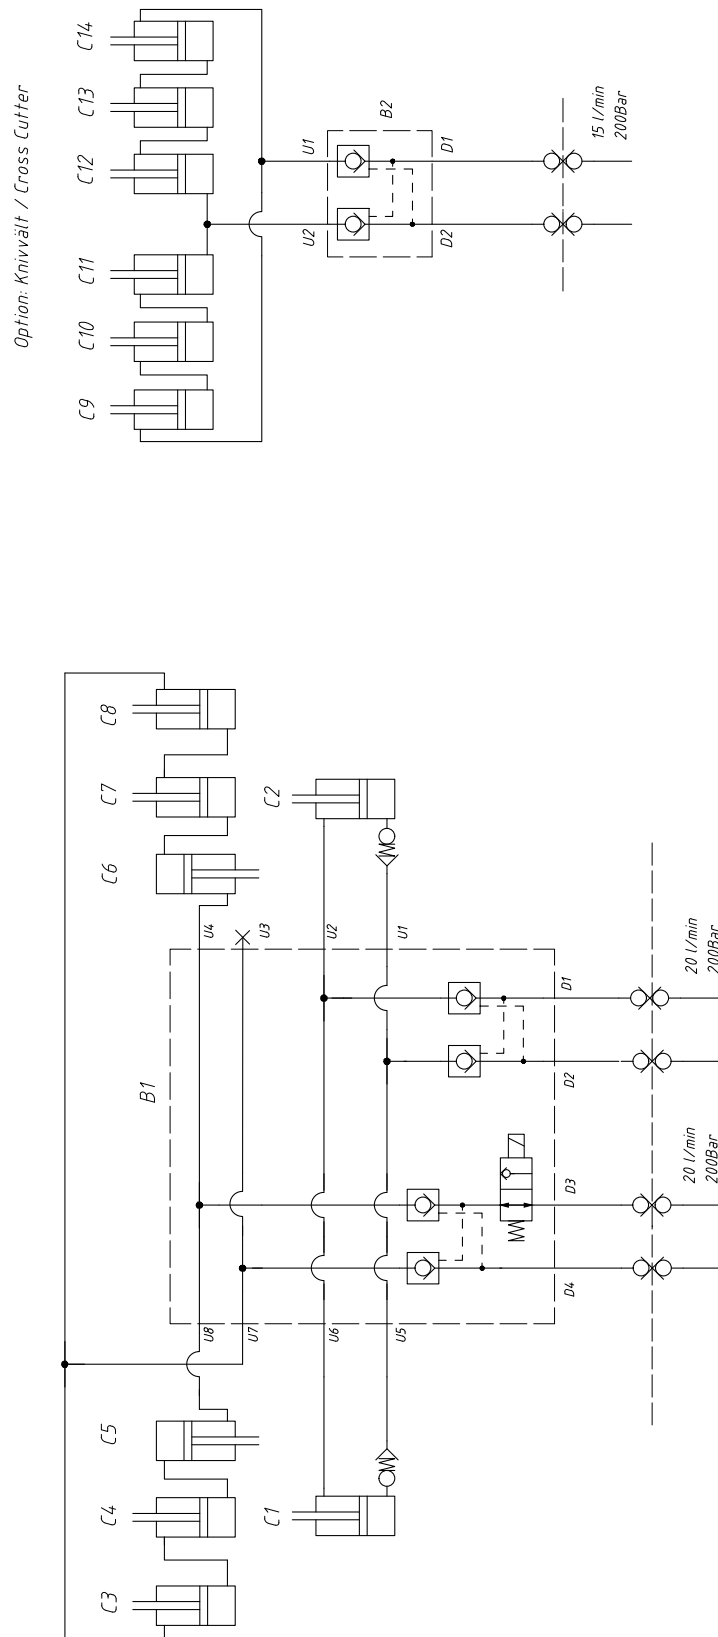 Option: Knivvält / Cross Cutter
C9
C10
C11
C12
C13
C14
U2
U1
B2
D2
D1
15 l/min
200Bar
C3
C4
C5
C6
C7
C8
B1
U8
U7
U4
U3
C1
C2
U6
U5
U2
U1
D4
D3
D2
D1
20 l/min
200Bar
20 l/min
200Bar